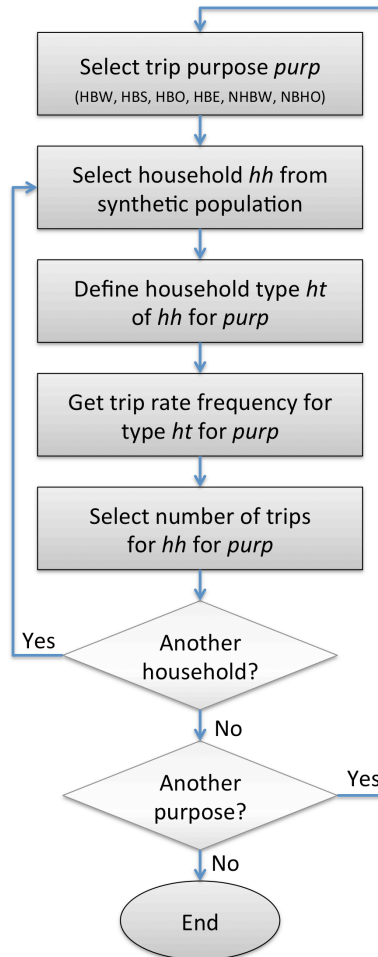 Select trip purpose purp
(HBW, HBS, HBO, HBE, NHBW, NBHO)
Select household hh from
synthetic population
Define household type ht
of hh for purp
Get trip rate frequency for
type ht for purp
Select number of trips
for hh for purp
Yes
Another
household?
No
Another
purpose?
Yes
No
End